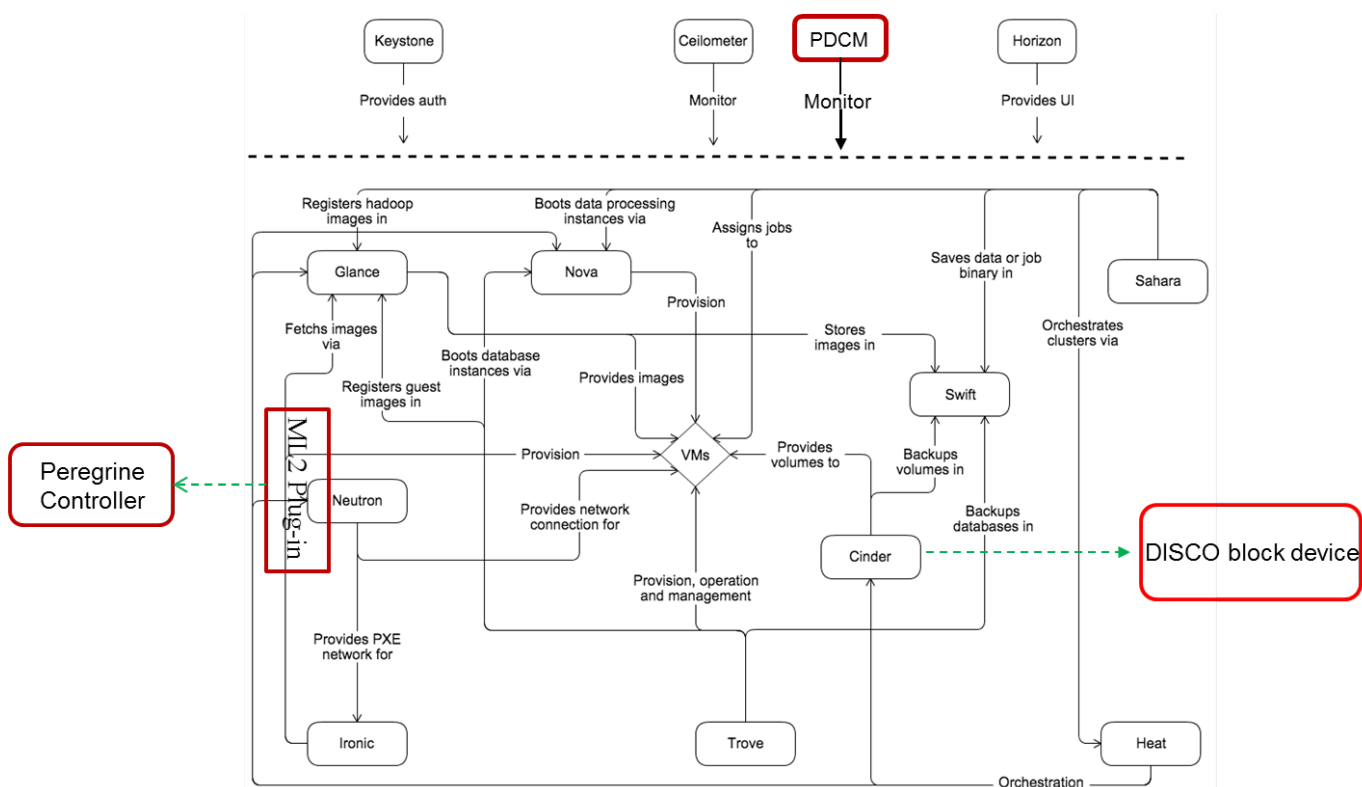 Keystone
Ceilometer
PDCM
Horizon
Provides auth
Monitor
Monitor
Provides UI
Registers hadoop
images in
Boots data processing
instances via
Assigns jobs
to
Saves data or job
binary in
Glance
Nova
Sahara
Provision
Fetchs images
via
Stores
images in
Orchestrates
clusters via
Boots database
instances via
Provides images
Registers guest
images in
Swift
ML2 Plug-in
Peregrine
Controller
Provision
VMs
Provides
volumes to
Backups
volumes in
Neutron
Provides network
connection for
Backups
databases in
Cinder
DISCO block device
Provision, operation
and management
Provides PXE
network for
Ironic
Trove
Heat
Orchestration